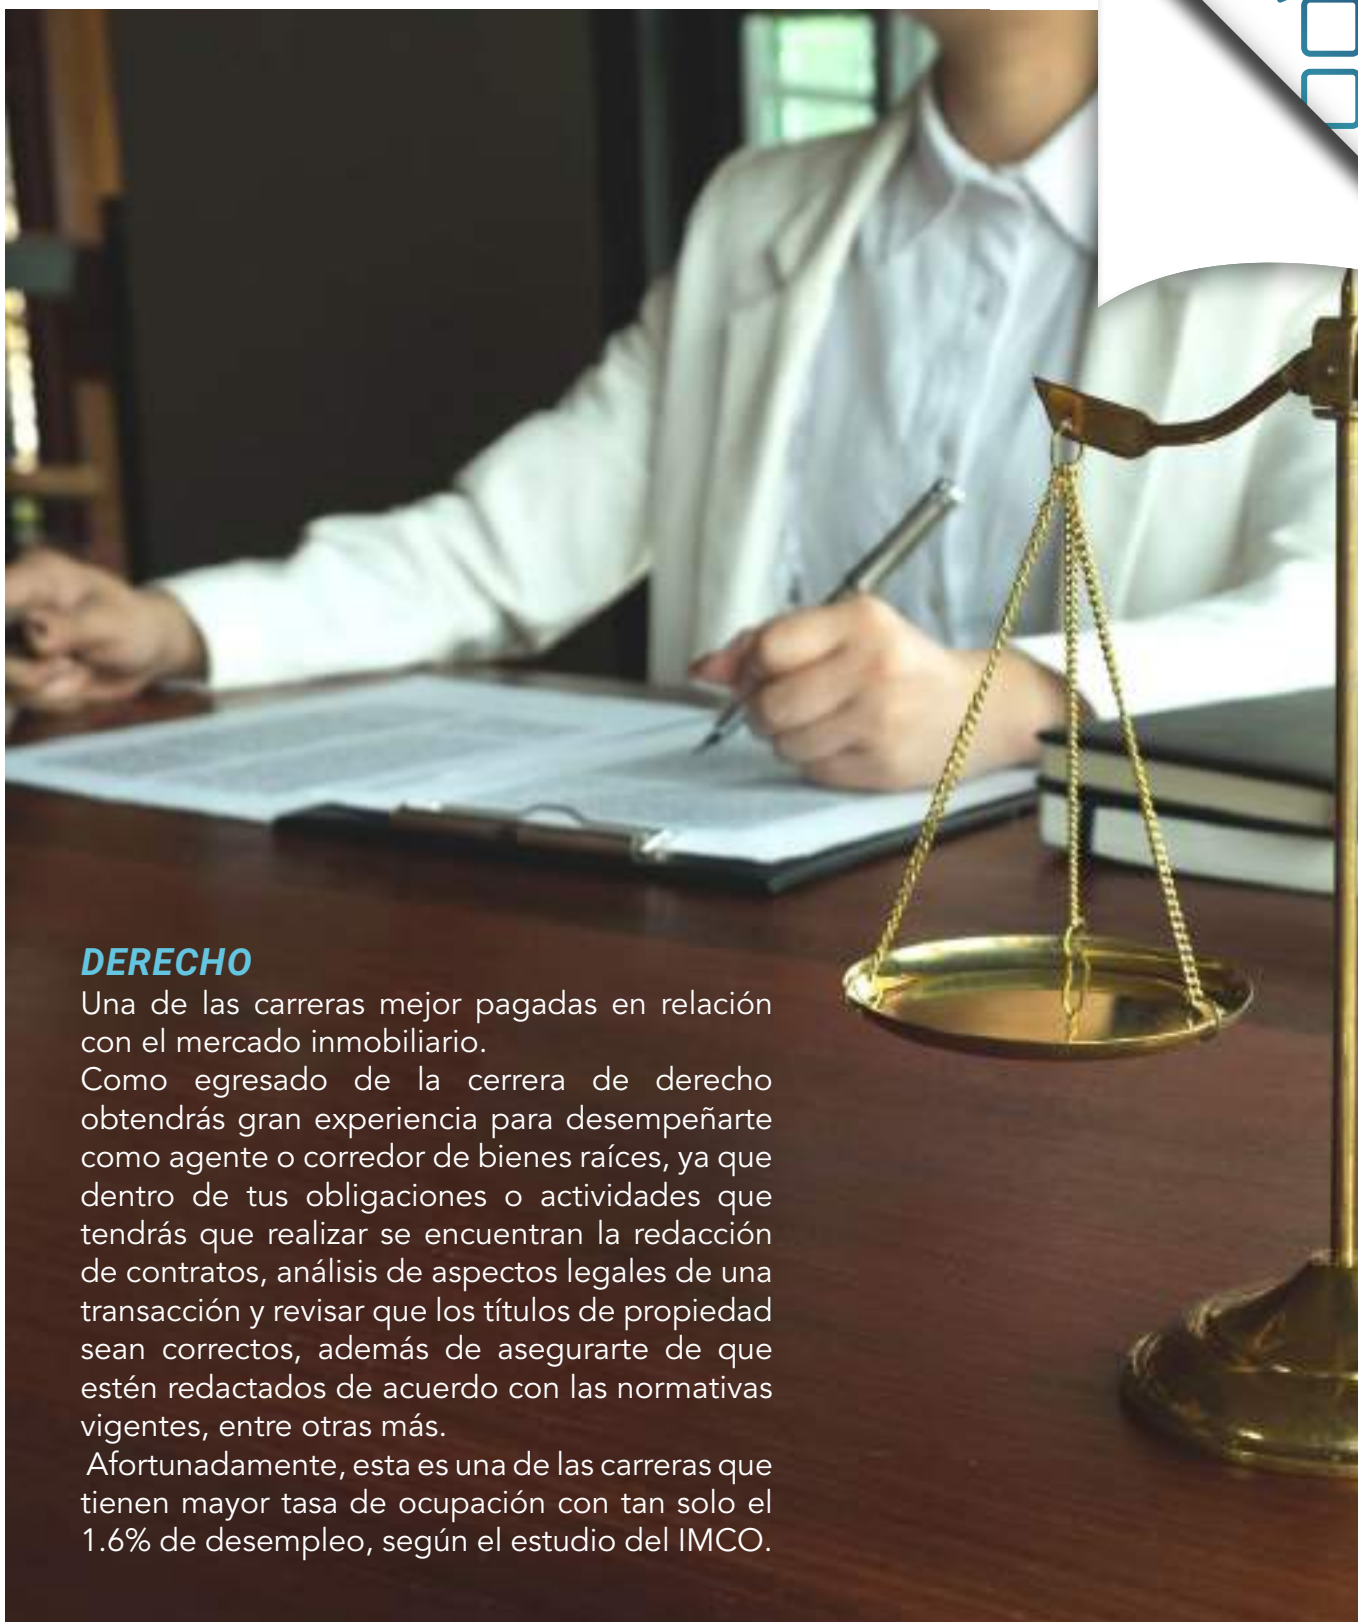 DERECHO
Una de las carreras mejor pagadas en relación
con el mercado inmobiliario.
Como egresado de la cerrera de derecho
obtendrás gran experiencia para desempeñarte
como agente o corredor de bienes raíces, ya que
dentro de tus obligaciones o actividades que
tendrás que realizar se encuentran la redacción
de contratos, análisis de aspectos legales de una
transacción y revisar que los títulos de propiedad
sean correctos, además de asegurarte de que
estén redactados de acuerdo con las normativas
vigentes, entre otras más.
Afortunadamente, esta es una de las carreras que
tienen mayor tasa de ocupación con tan solo el
1.6% de desempleo, según el estudio del IMCO.